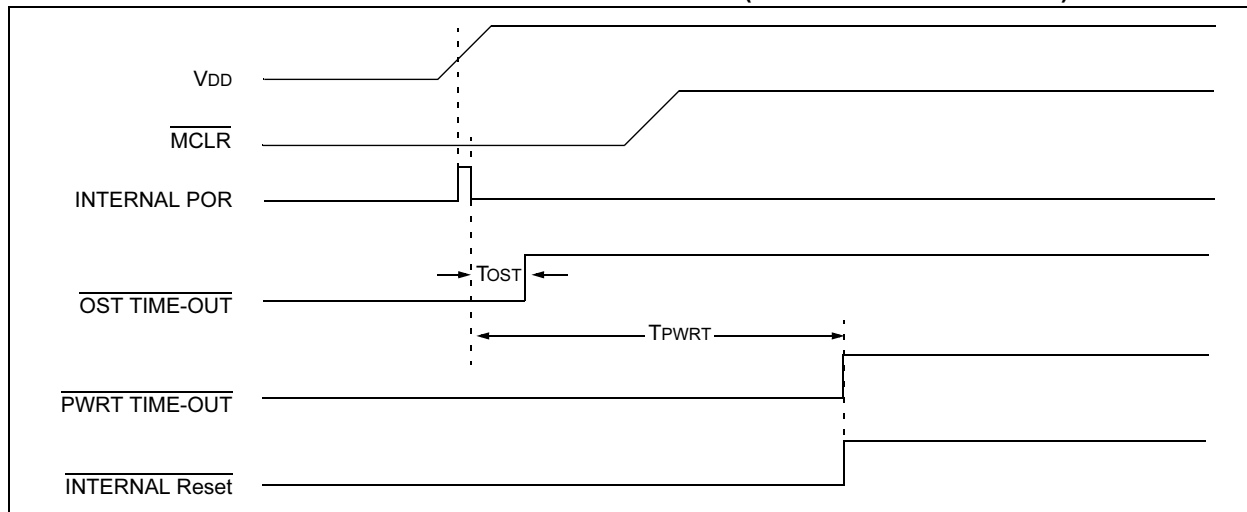 VDD
MCLR
INTERNAL POR
TOST
OST TIME-OUT
TPWRT
PWRT TIME-OUT
INTERNAL Reset